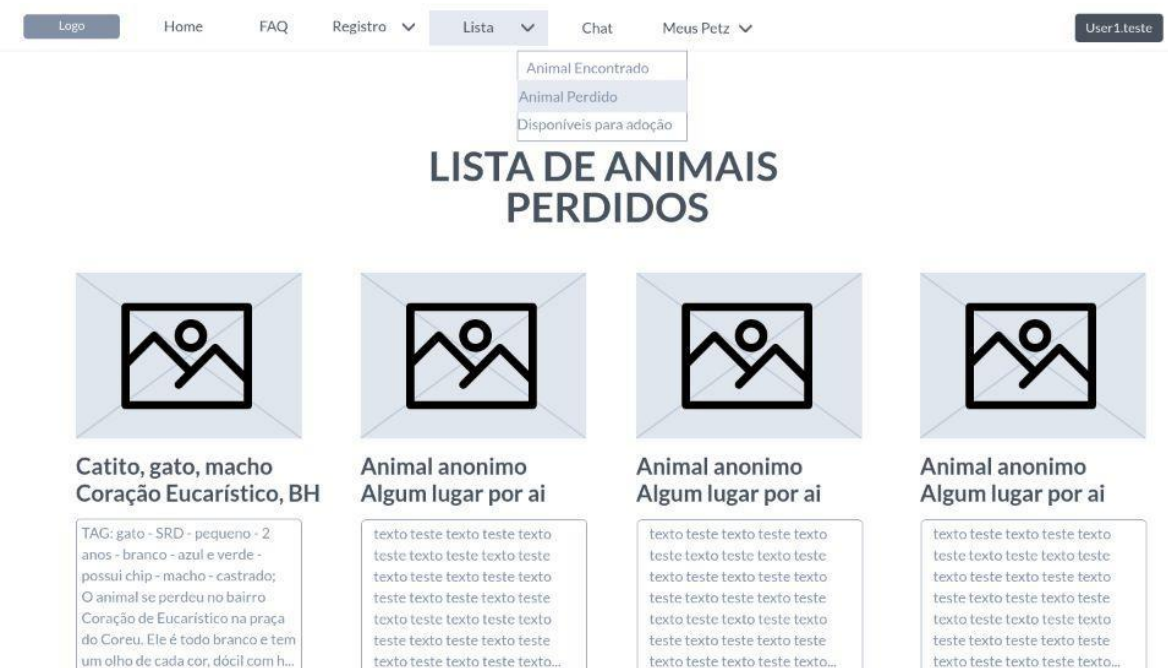 Logo
Home
FAQ
Registro
Lista
Chat
Meus Petz
User1.teste
Animal Encontrado
Animal Perdido
Disponíveis para adoção
LISTA DE ANIMAIS
PERDIDOS
Catito, gato, macho
Coração Eucarístico, BH
TAG: gato - SRD - pequeno - 2
anos - branco - azul e verde -
possui chip - macho - castrado;
O animal se perdeu no bairro
Coração de Eucarístico na praça
do Coreu. Ele é todo branco e tem
um olho de cada cor, dócil com h...
Animal anonimo
Algum lugar por ai
texto teste texto teste texto
teste texto teste texto teste
texto teste texto teste texto
teste texto teste texto teste
texto teste texto teste texto
teste texto teste texto teste
texto teste texto teste texto...
Animal anonimo
Algum lugar por ai
texto teste texto teste texto
teste texto teste texto teste
texto teste texto teste texto
teste texto teste texto teste
texto teste texto teste texto
teste texto teste texto teste
texto teste texto teste texto...
Animal anonimo
Algum lugar por ai
texto teste texto teste texto
teste texto teste texto teste
texto teste texto teste texto
teste texto teste texto teste
texto teste texto teste texto
teste texto teste texto teste
texto teste texto teste texto...